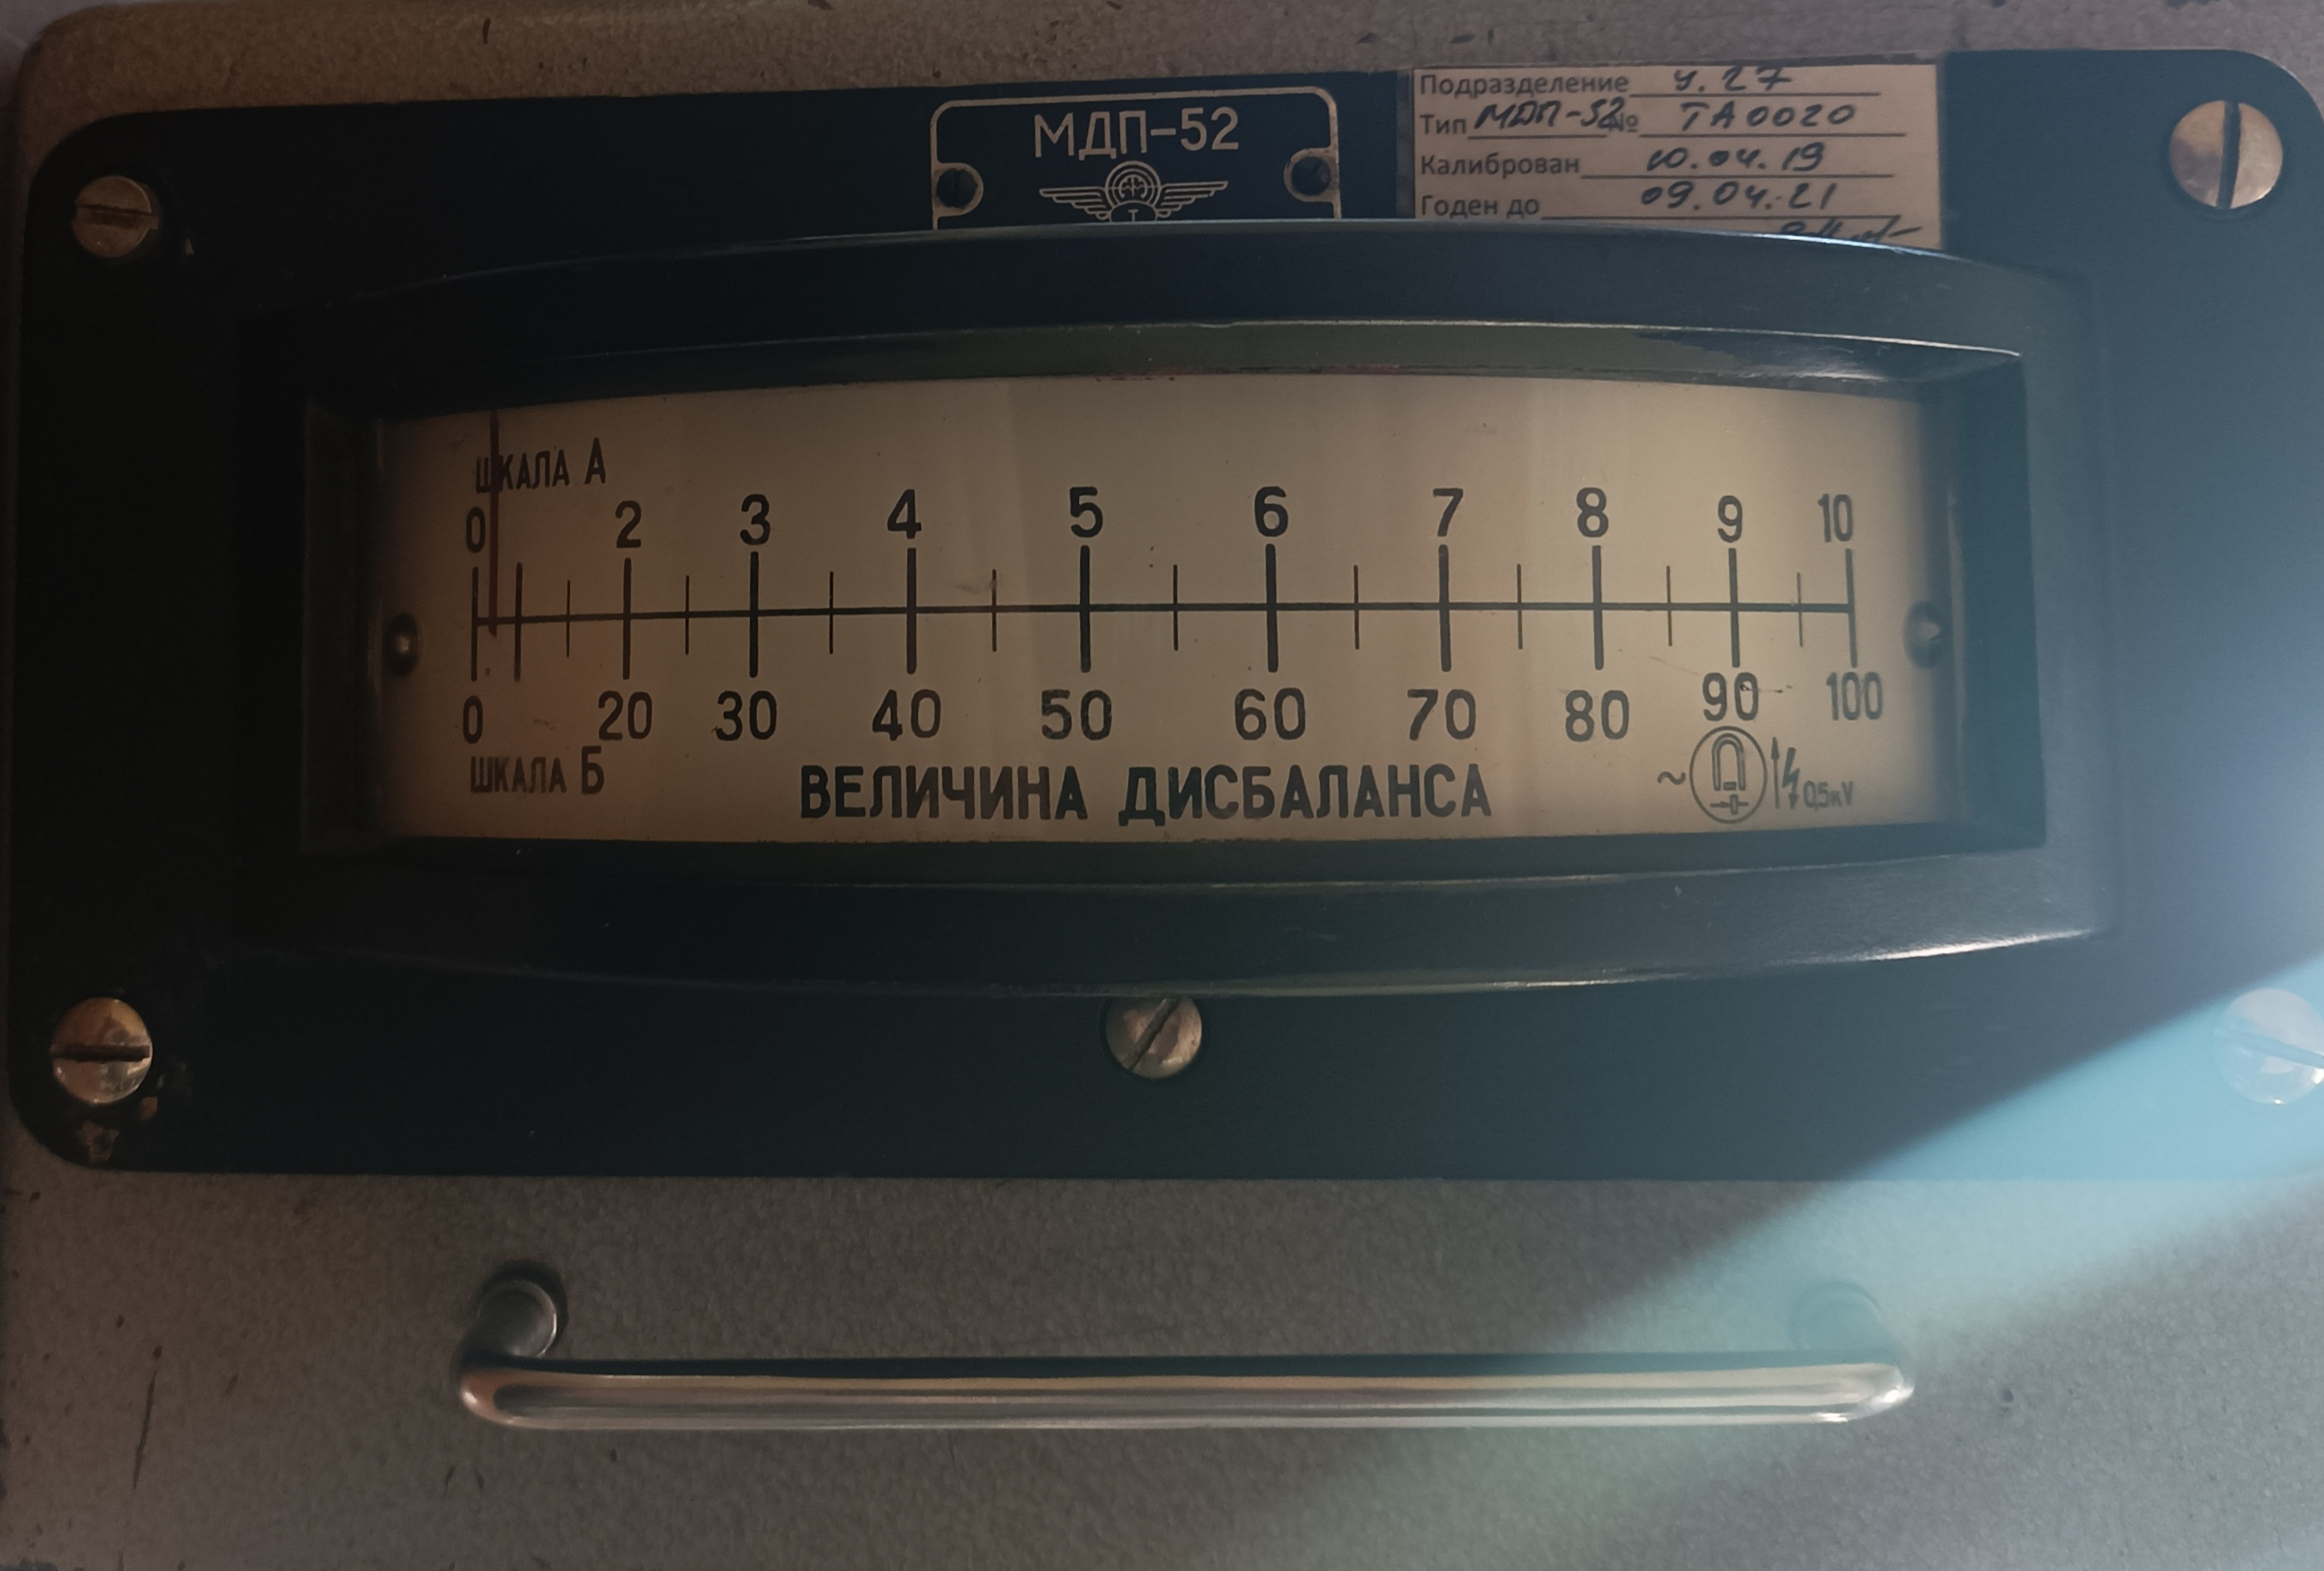 МДП-52
Подразделение у. 27
Тип МДП-52 № ТА0020
Калиброван 10.04.19
Годен до 09.04.21
ШКАЛА А
0 2 3 4 5 6 7 8 9 10
0 20 30 40 50 60 70 80 90 100
ШКАЛА Б
ВЕЛИЧИНА ДИСБАЛАНСА
~ 0,5kV